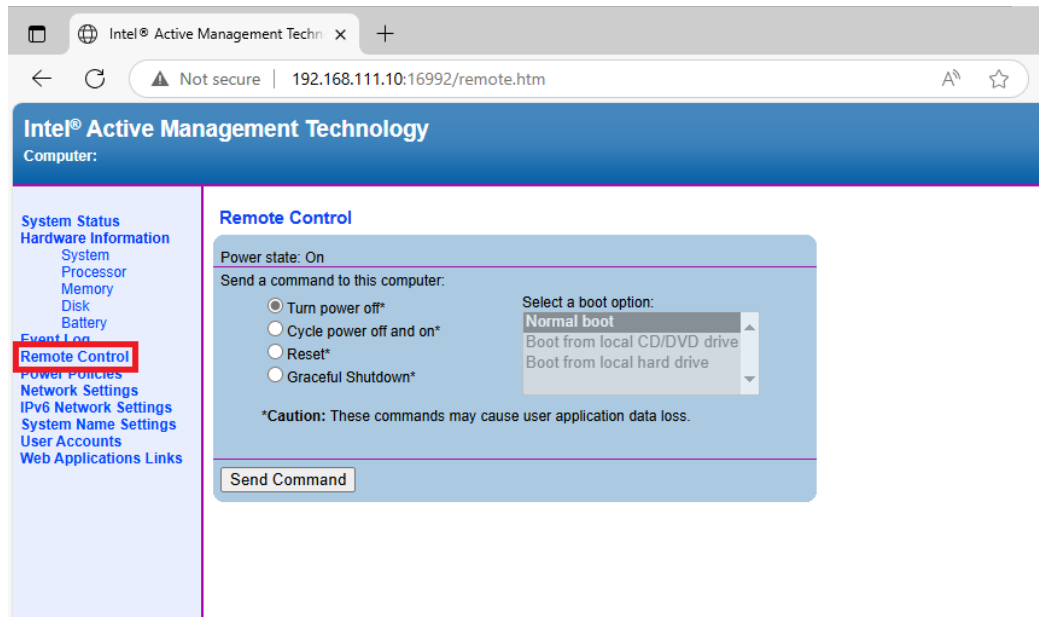 Intel® Active Management Techn
Not secure | 192.168.111.10:16992/remote.htm
Intel® Active Management Technology
Computer:
System Status
Hardware Information
System
Processor
Memory
Disk
Battery
Event Log
Remote Control
Power Policies
Network Settings
IPv6 Network Settings
System Name Settings
User Accounts
Web Applications Links
Remote Control
Power state: On
Send a command to this computer:
Turn power off*
Cycle power off and on*
Reset*
Graceful Shutdown*
Select a boot option:
Normal boot
Boot from local CD/DVD drive
Boot from local hard drive
*Caution: These commands may cause user application data loss.
Send Command